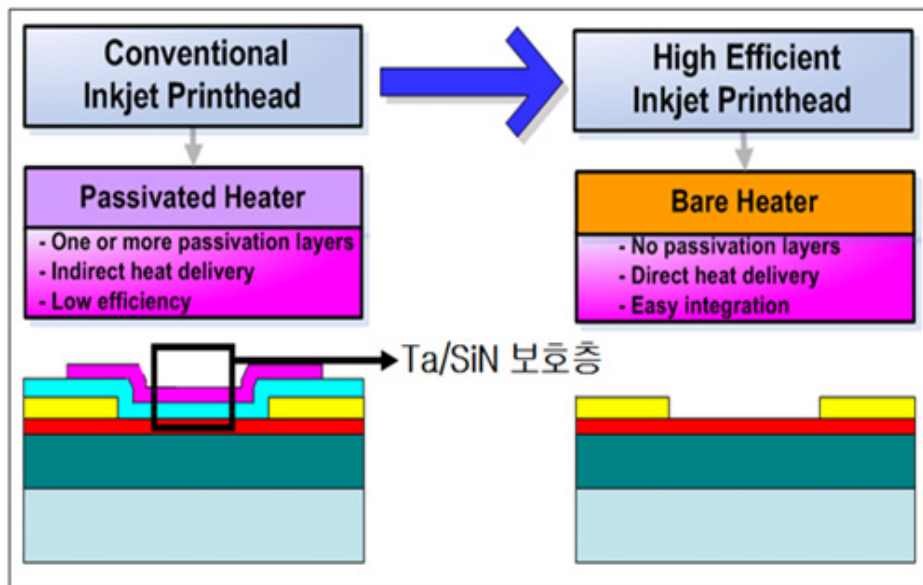 Conventional
Inkjet Printhead
High Efficient
Inkjet Printhead
Passivated Heater
- One or more passivation layers
- Indirect heat delivery
- Low efficiency
Bare Heater
- No passivation layers
- Direct heat delivery
- Easy integration
Ta/SiN 보호층